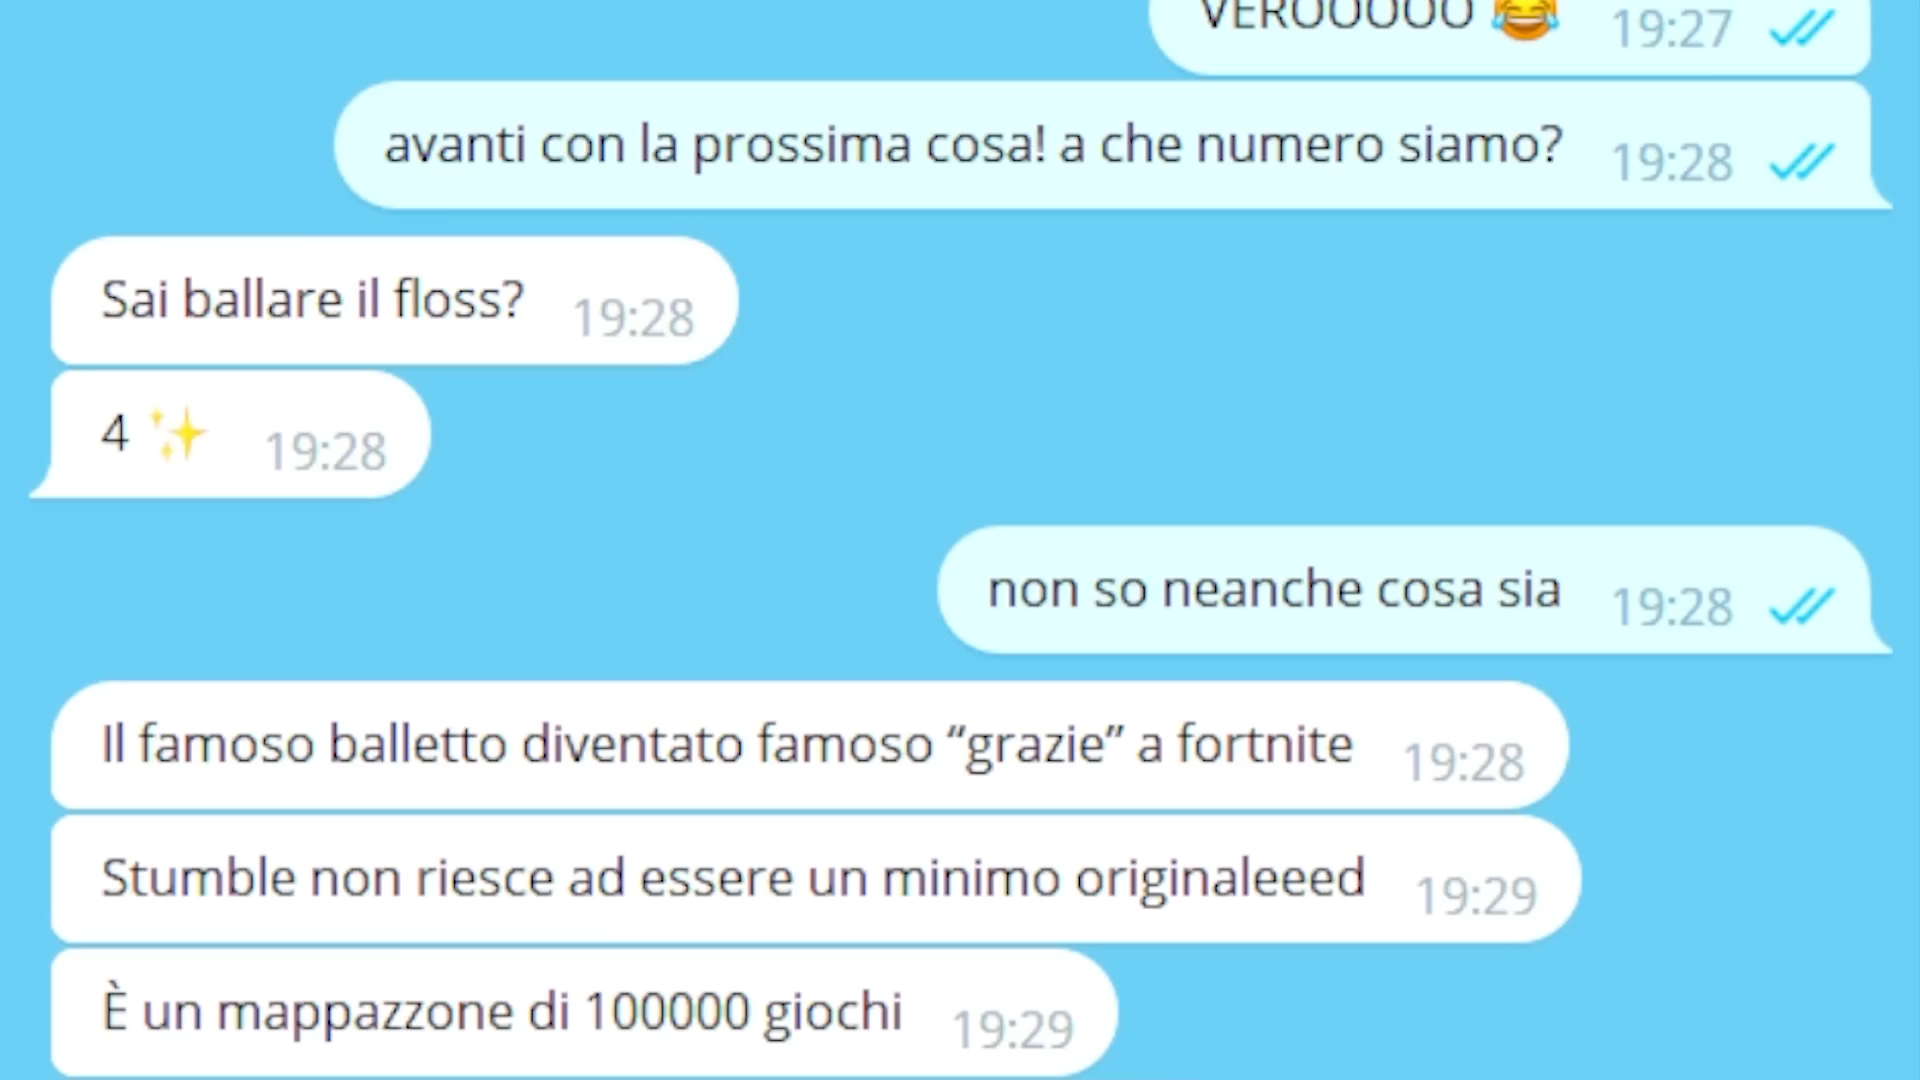 VEROOOOO 😂 19:27
avanti con la prossima cosa! a che numero siamo? 19:28
Sai ballare il floss? 19:28
4 ✨ 19:28
non so neanche cosa sia 19:28
Il famoso balletto diventato famoso “grazie” a fortnite 19:28
Stumble non riesce ad essere un minimo originaleeed 19:29
È un mappazzone di 100000 giochi 19:29